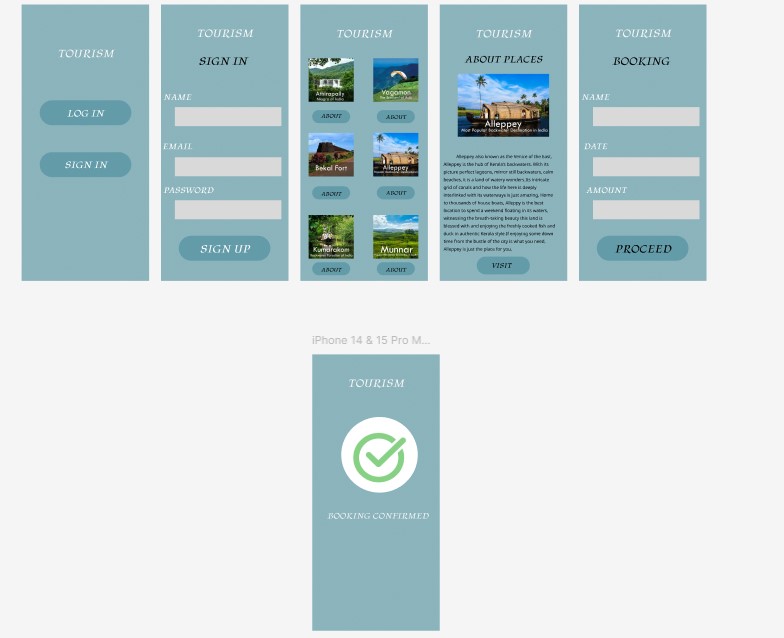 TOURISM
LOG IN
SIGN IN
TOURISM
SIGN IN
NAME
EMAIL
PASSWORD
SIGN UP
TOURISM
Athirapally
Niagra of India
Vagamon
ABOUT
ABOUT
Bekal Fort
Alleppey
ABOUT
ABOUT
Kumarakom
Munnar
ABOUT
ABOUT
TOURISM
ABOUT PLACES
Alleppey
Most Popular Backwater Destination in India
Alleppey also known as the Venice of the East,
Alleppey is the hub of Kerala's backwaters. With its
picture perfect lagoons, mirror still backwaters, calm
beaches, it is a land of watery wonders. Its intricate
grid of canals and how the life here is deeply
intertwined with its waterways is just amazing. Home
to thousands of house boats, Alleppey is the best
location to spend a weekend floating in its waters,
witnessing the breath-taking beauty this land is
blessed with and enjoying the freshly cooked fish and
duck in authentic Kerala style.If enjoying some down
time from the bustle of the city is what you need,
Alleppey is just the place for you.
VISIT
TOURISM
BOOKING
NAME
DATE
AMOUNT
PROCEED
iPhone 14 & 15 Pro M...
TOURISM
BOOKING CONFIRMED